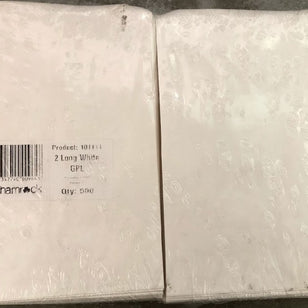 Product: 101111
2 Long White
GPL
hamrock
Qty: 500